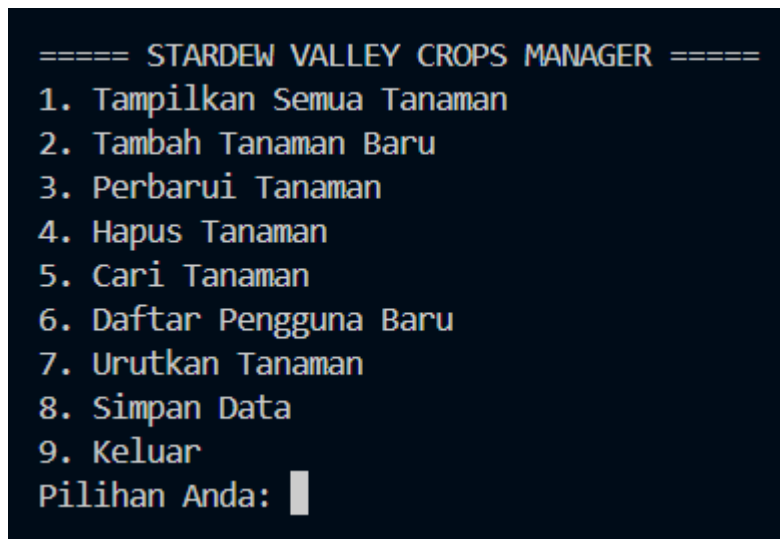 ===== STARDEW VALLEY CROPS MANAGER =====
1. Tampilkan Semua Tanaman
2. Tambah Tanaman Baru
3. Perbarui Tanaman
4. Hapus Tanaman
5. Cari Tanaman
6. Daftar Pengguna Baru
7. Urutkan Tanaman
8. Simpan Data
9. Keluar
Pilihan Anda: